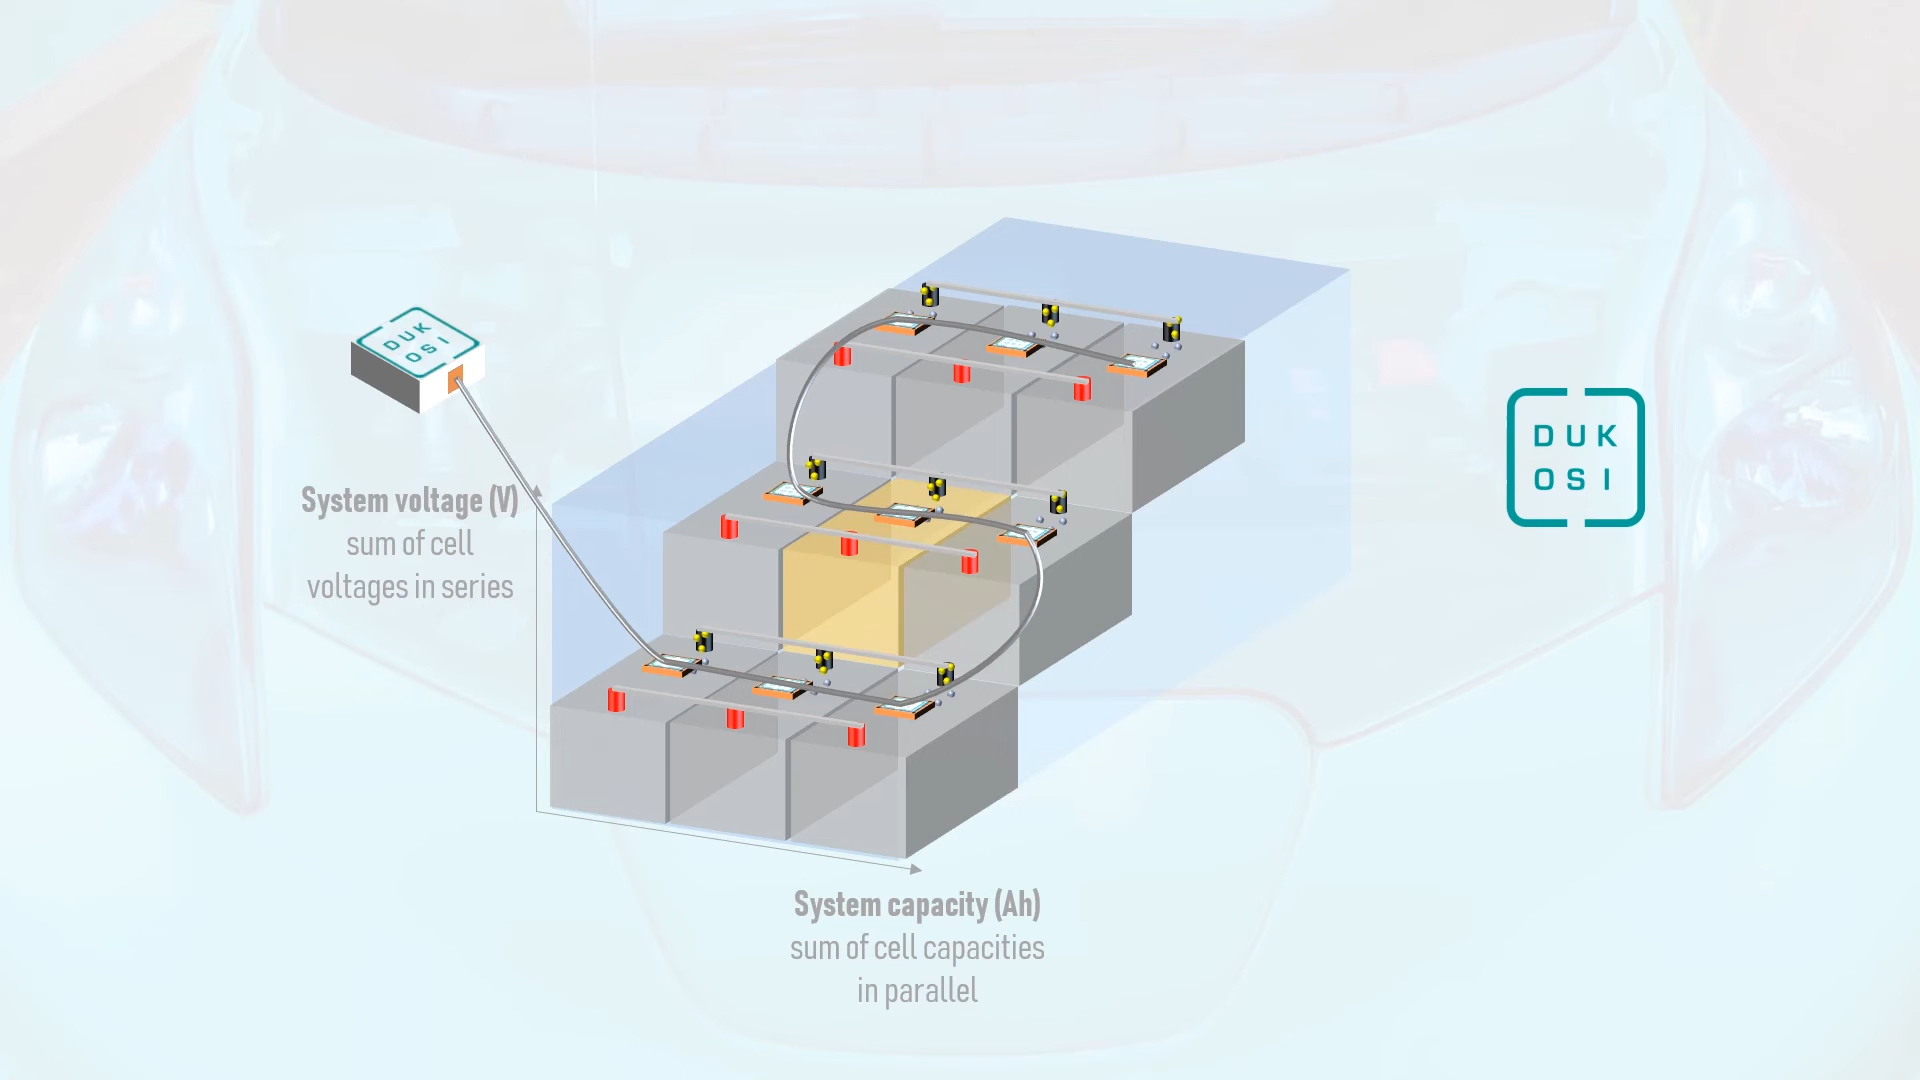 DUK
OSI
System voltage (V)
sum of cell
voltages in series
DUK
OSI
System capacity (Ah)
sum of cell capacities
in parallel